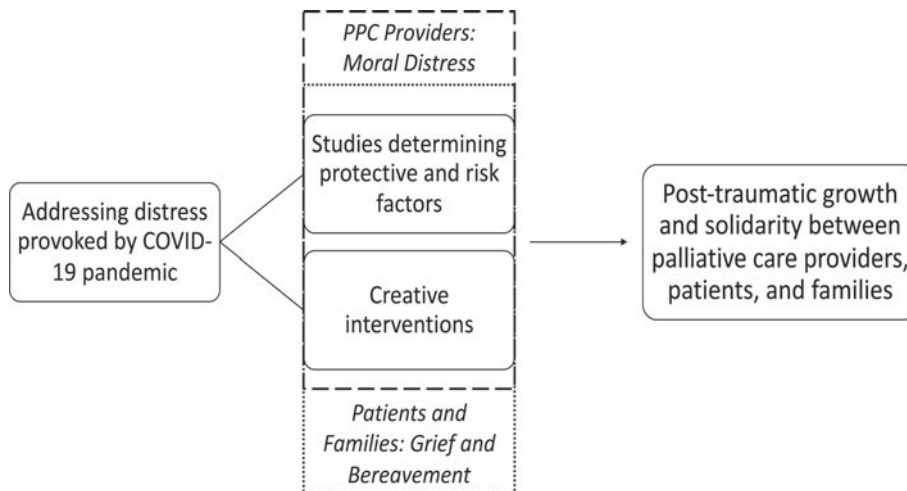 PPC Providers:
Moral Distress
Studies determining
protective and risk
factors
Addressing distress
provoked by COVID-
19 pandemic
Creative
interventions
Patients and
Families: Grief and
Bereavement
Post-traumatic growth
and solidarity between
palliative care providers,
patients, and families